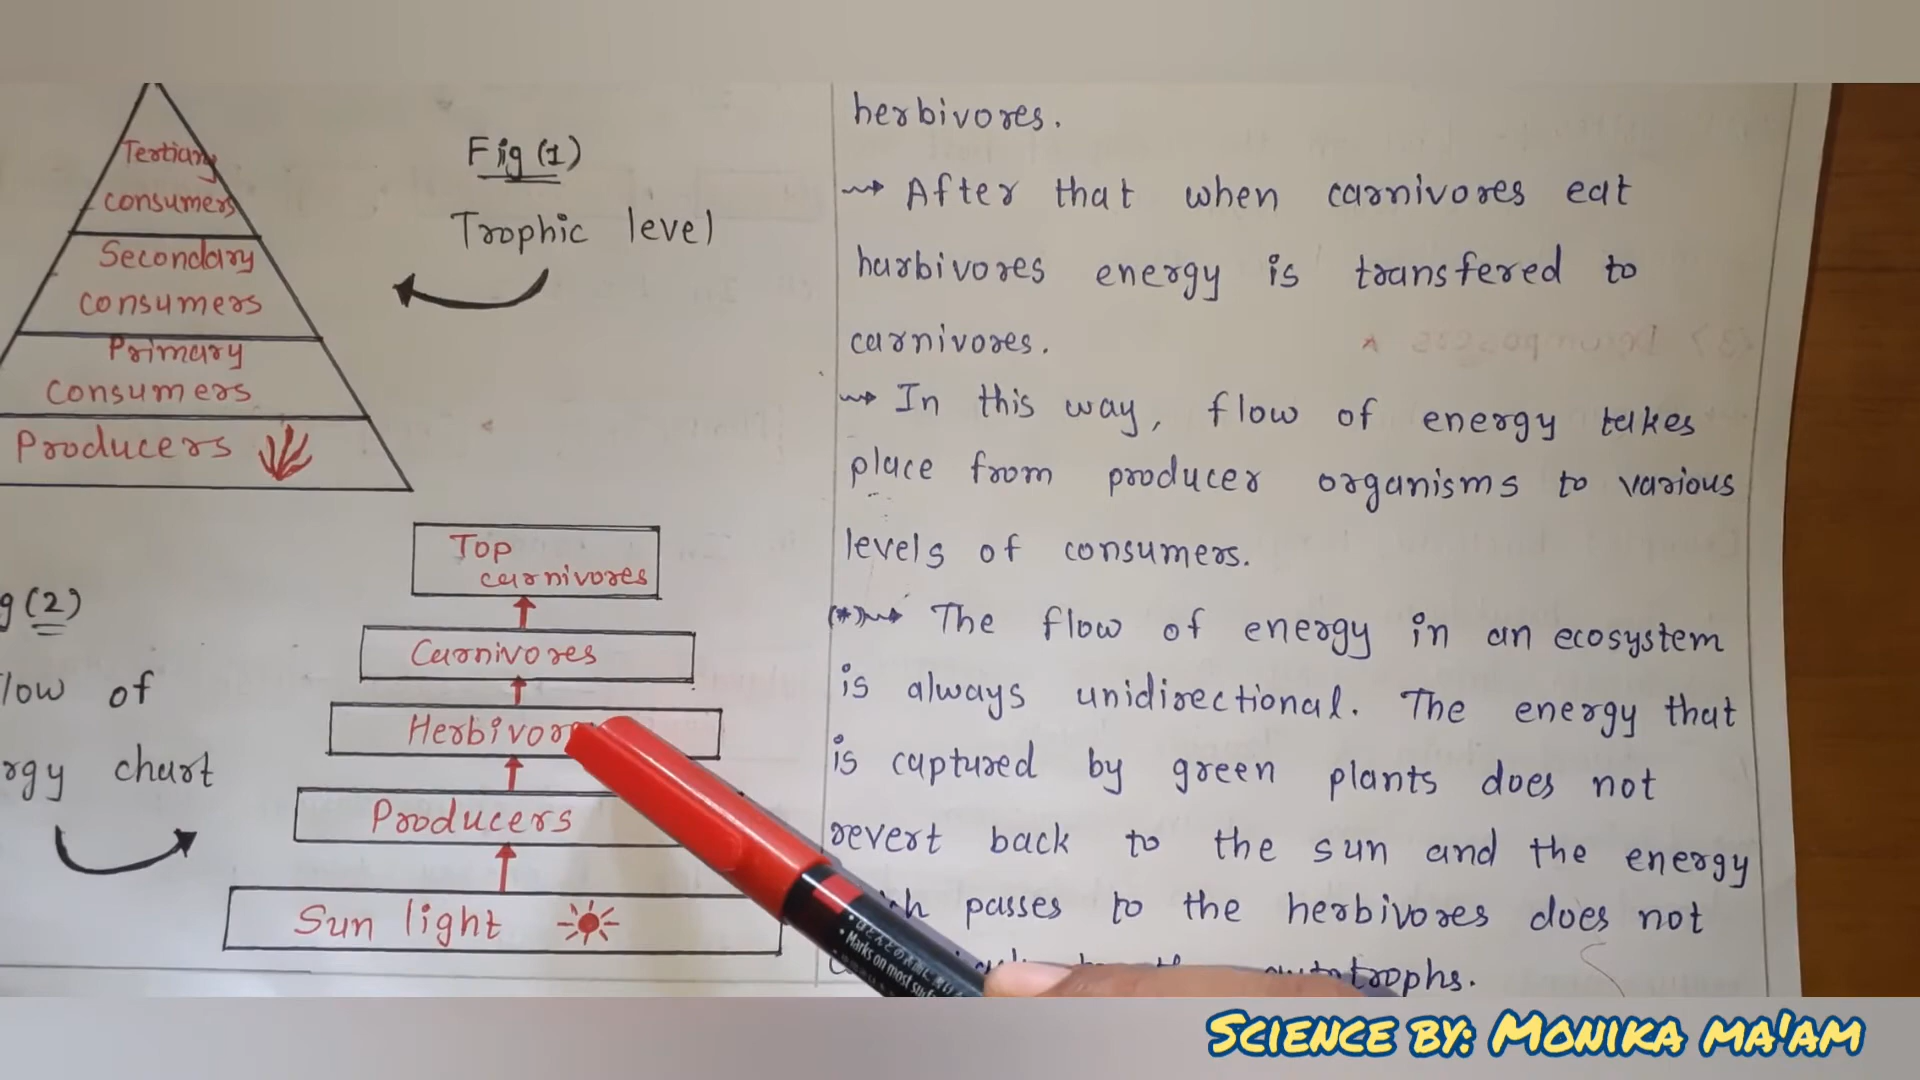 Tertiary
consumers
Secondary
consumers
Primary
consumers
Producers
Fig (1)
Trophic level
Top
carnivores
Carnivores
Herbivore
Producers
Sun light
(2)
of
chart
herbivores.
After that when carnivores eat
harbivores energy is transfered to
carnivores.
In this way, flow of energy takes
place from producer organisms to various
levels of consumers.
(*) The flow of energy in an ecosystem
is always unidirectional. The energy that
is captured by green plants does not
revert back to the sun and the energy
passes to the herbivores does not
Marks on most
SCIENCE BY: MONIKA MA'AM